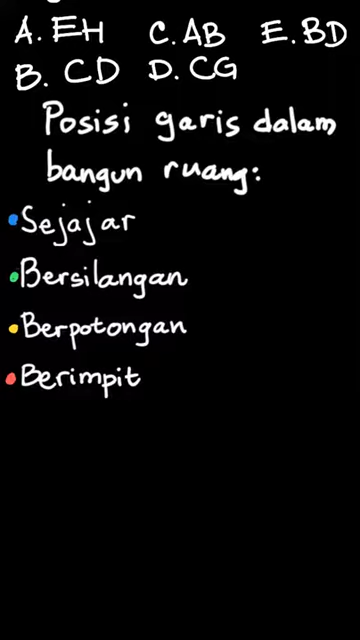 A. EH C. AB E. BD
B. CD D. CG
Posisi garis dalam
bangun ruang:
•Sejajar
•Bersilangan
•Berpotongan
•Berimpit